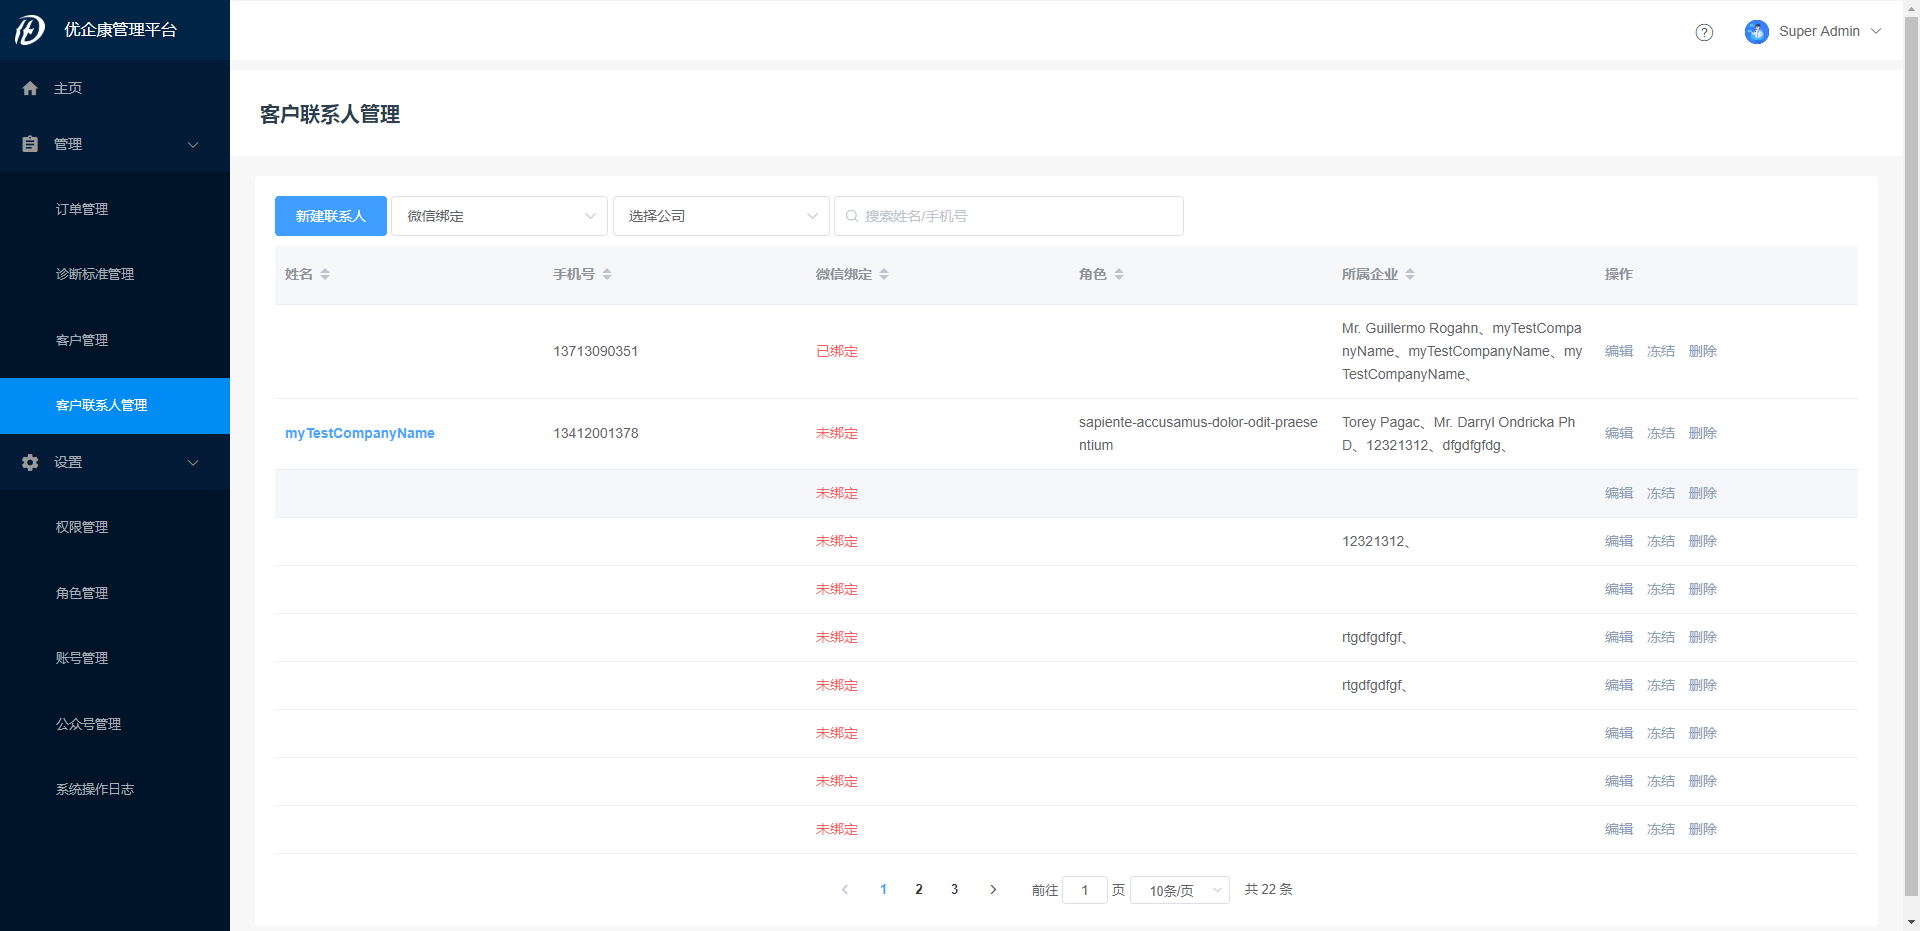 优企康管理平台
Super Admin
主页
管理
订单管理
诊断标准管理
客户管理
客户联系人管理
设置
权限管理
角色管理
账号管理
公众号管理
系统操作日志
客户联系人管理
新建联系人 微信绑定 选择公司 搜索姓名/手机号
姓名 手机号 微信绑定 角色 所属企业 操作
13713090351 已绑定 Mr. Guillermo Rogahn、myTestCompa
nyName、myTestCompanyName、my
TestCompanyName、
编辑 冻结 删除
myTestCompanyName 13412001378 未绑定 sapiente-accusamus-dolor-odit-praese
ntium
Torey Pagac、Mr. Darryl Ondricka Ph
D、12321312、dfgdfgfdg、
编辑 冻结 删除
未绑定 编辑 冻结 删除
未绑定 12321312、 编辑 冻结 删除
未绑定 编辑 冻结 删除
未绑定 rtgdfgdfgf、 编辑 冻结 删除
未绑定 rtgdfgdfgf、 编辑 冻结 删除
未绑定 编辑 冻结 删除
未绑定 编辑 冻结 删除
未绑定 编辑 冻结 删除
1 2 3 前往 1 页 10条/页 共 22 条